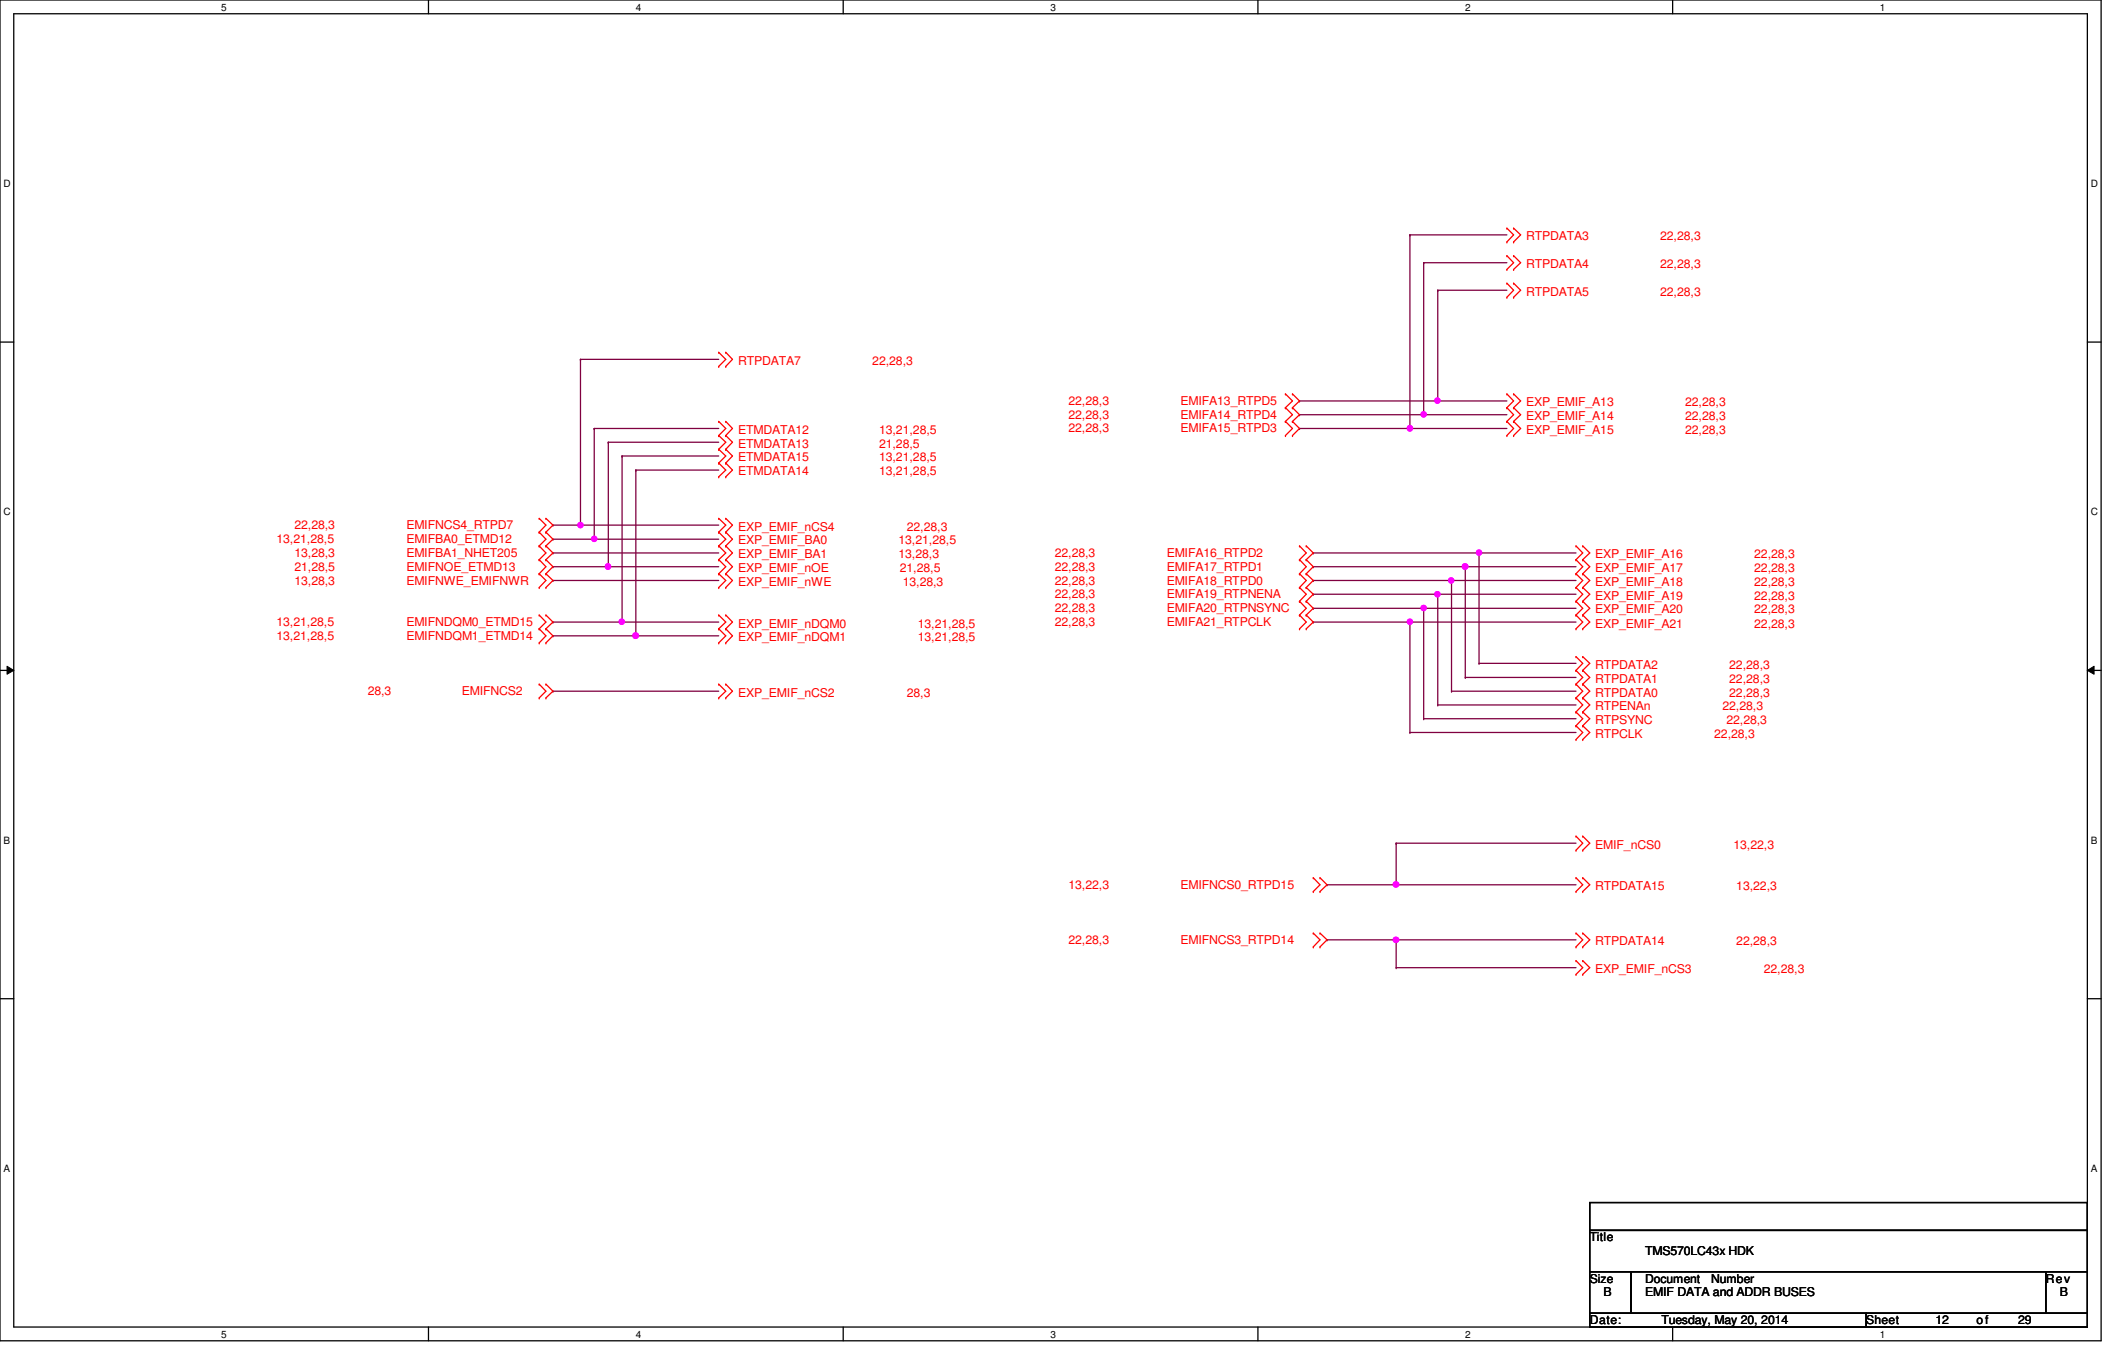 5 4 3 2 1
D D
RTPDATA3 22,28,3
RTPDATA4 22,28,3
RTPDATA5 22,28,3
RTPDATA7 22,28,3
22,28,3 EMIFA13_RTPD5 EXP_EMIF_A13 22,28,3
22,28,3 EMIFA14_RTPD4 EXP_EMIF_A14 22,28,3
22,28,3 EMIFA15_RTPD3 EXP_EMIF_A15 22,28,3
ETMDATA12 13,21,28,5
ETMDATA13 21,28,5
ETMDATA15 13,21,28,5
ETMDATA14 13,21,28,5
C C
22,28,3 EMIFNCS4_RTPD7 EXP_EMIF_nCS4 22,28,3
13,21,28,5 EMIFBA0_ETMD12 EXP_EMIF_BA0 13,21,28,5
13,28,3 EMIFBA1_NHET205 EXP_EMIF_BA1 13,28,3
21,28,5 EMIFNOE_ETMD13 EXP_EMIF_nOE 21,28,5
13,28,3 EMIFNWE_EMIFNWR EXP_EMIF_nWE 13,28,3
13,21,28,5 EMIFNDQM0_ETMD15 EXP_EMIF_nDQM0 13,21,28,5
13,21,28,5 EMIFNDQM1_ETMD14 EXP_EMIF_nDQM1 13,21,28,5
28,3 EMIFNCS2 EXP_EMIF_nCS2 28,3
22,28,3 EMIFA16_RTPD2 EXP_EMIF_A16 22,28,3
22,28,3 EMIFA17_RTPD1 EXP_EMIF_A17 22,28,3
22,28,3 EMIFA18_RTPD0 EXP_EMIF_A18 22,28,3
22,28,3 EMIFA19_RTPNENA EXP_EMIF_A19 22,28,3
22,28,3 EMIFA20_RTPNSYNC EXP_EMIF_A20 22,28,3
22,28,3 EMIFA21_RTPCLK EXP_EMIF_A21 22,28,3
RTPDATA2 22,28,3
RTPDATA1 22,28,3
RTPDATA0 22,28,3
RTPENAn 22,28,3
RTPSYNC 22,28,3
RTPCLK 22,28,3
B B
EMIF_nCS0 13,22,3
13,22,3 EMIFNCS0_RTPD15 RTPDATA15 13,22,3
22,28,3 EMIFNCS3_RTPD14 RTPDATA14 22,28,3
EXP_EMIF_nCS3 22,28,3
A A
Title
TMS570LC43x HDK
Size Document Number Rev
B EMIF DATA and ADDR BUSES B
Date: Tuesday, May 20, 2014 Sheet 12 of 29
5 4 3 2 1